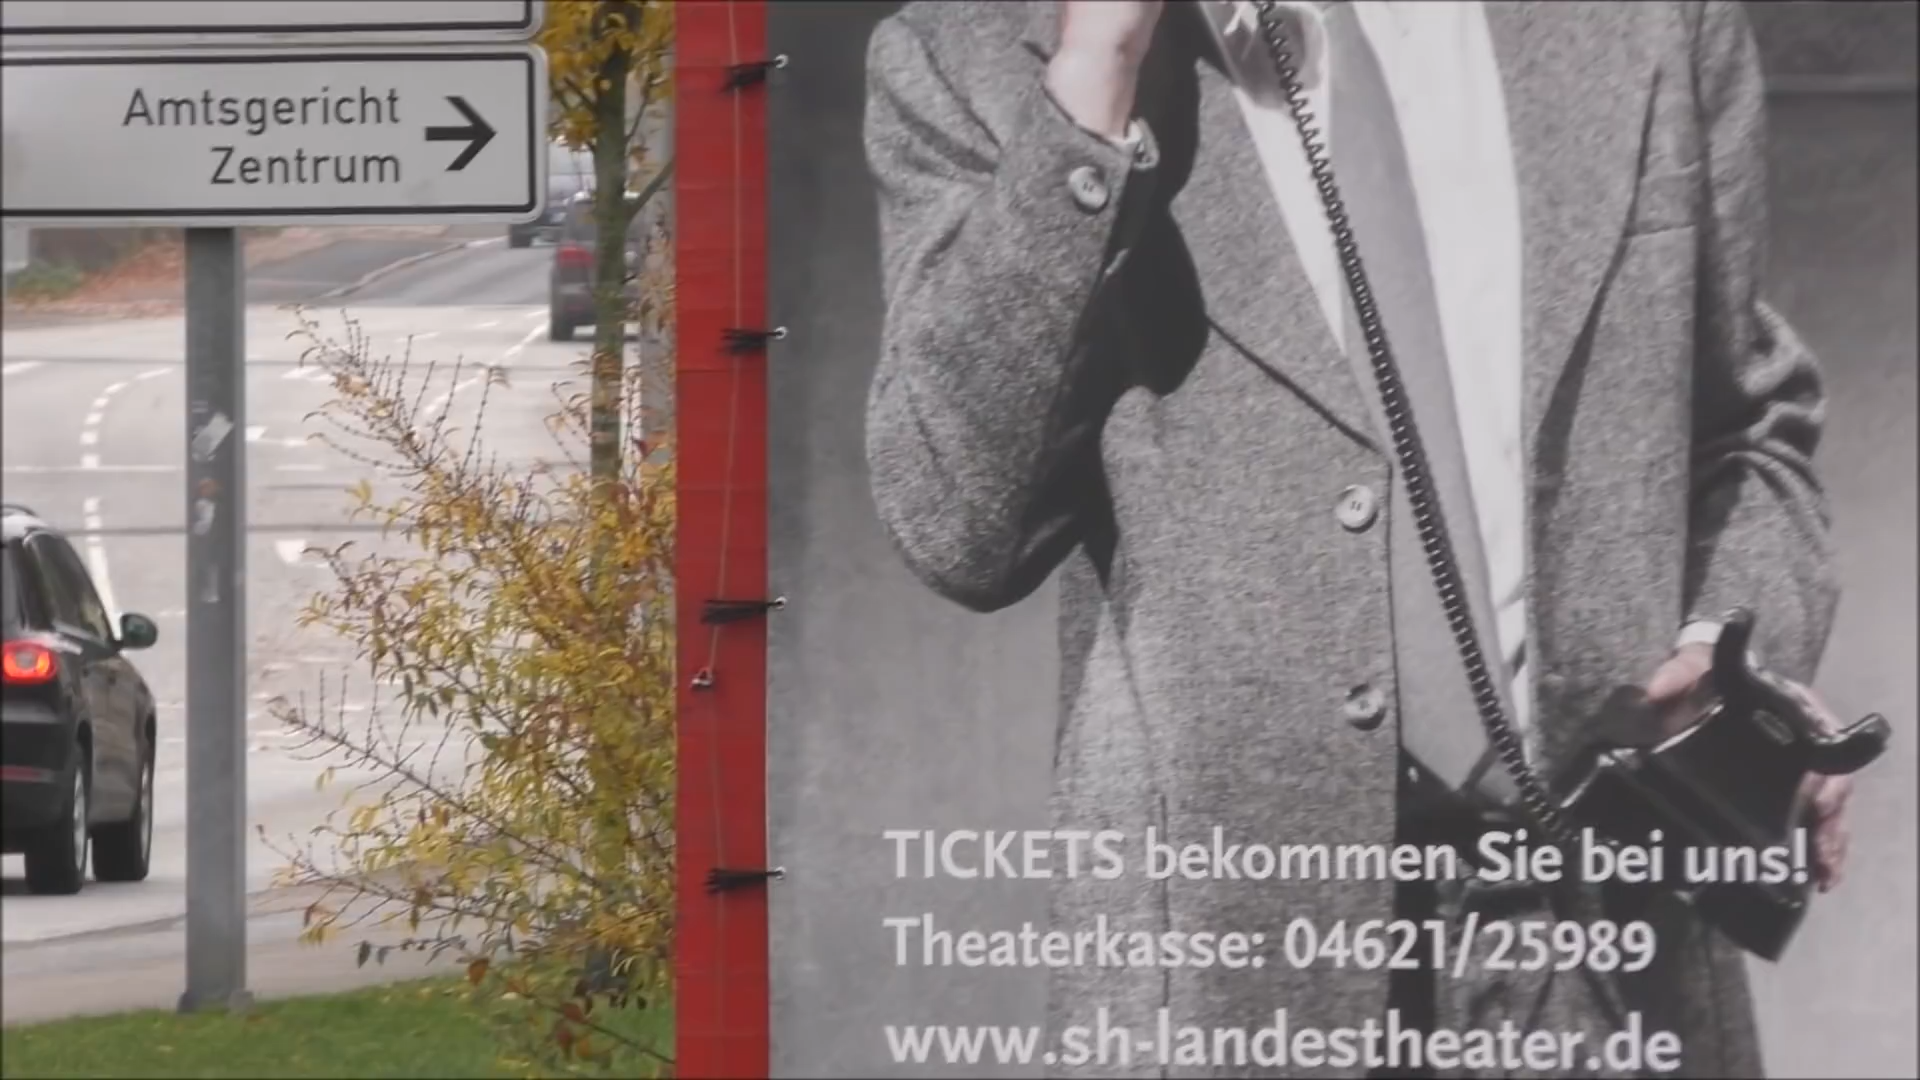 Amtsgericht
Zentrum
TICKETS bekommen Sie bei uns!
Theaterkasse: 04621/25989
www.sh-landestheater.de